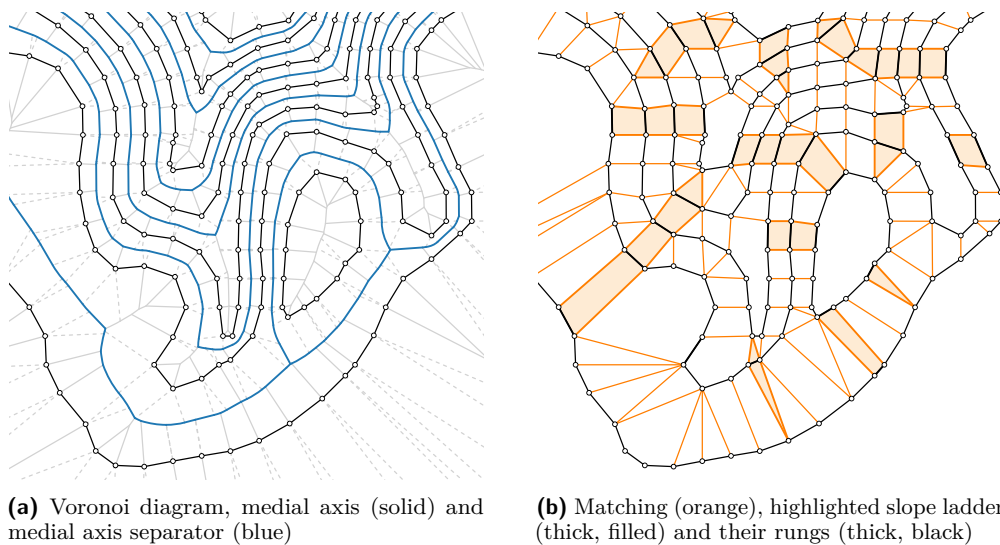 (a) Voronoi diagram, medial axis (solid) and
medial axis separator (blue)
(b) Matching (orange), highlighted slope ladder
(thick, filled) and their rungs (thick, black)